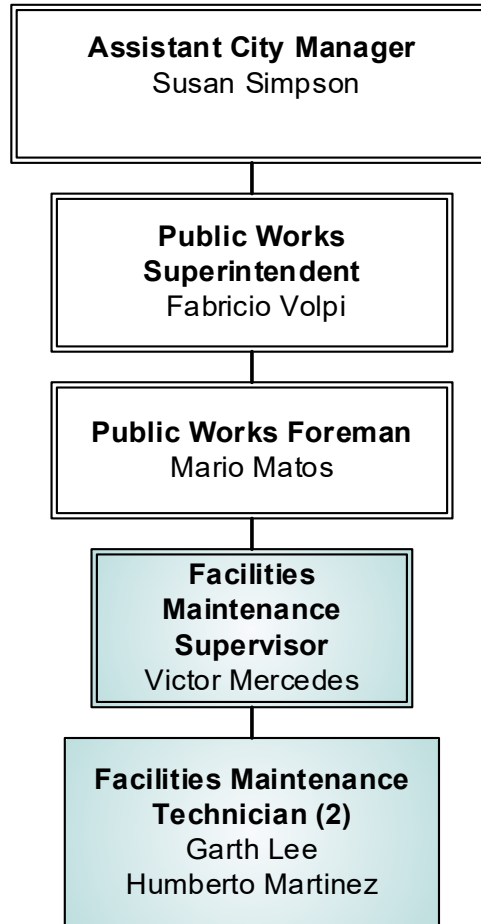 Assistant City Manager
Susan Simpson
Public Works
Superintendent
Fabricio Volpi
Public Works Foreman
Mario Matos
Facilities
Maintenance
Supervisor
Victor Mercedes
Facilities Maintenance
Technician (2)
Garth Lee
Humberto Martinez